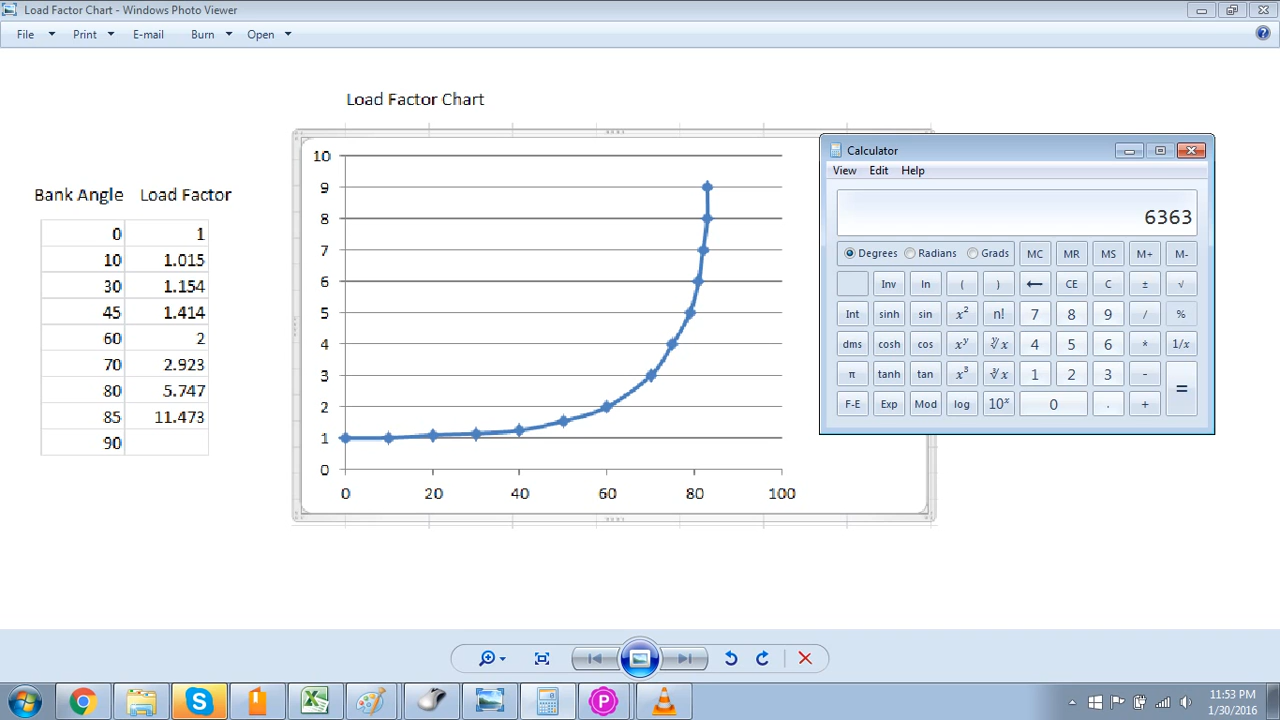 Load Factor Chart - Windows Photo Viewer
File Print E-mail Burn Open
Load Factor Chart
Bank Angle Load Factor
0 1
10 1.015
30 1.154
45 1.414
60 2
70 2.923
80 5.747
85 11.473
90
10
9
8
7
6
5
4
3
2
1
0
0 20 40 60 80 100
Calculator
View Edit Help
6363
Degrees Radians Grads MC MR MS M+ M-
Inv ln ( ) ← CE C ± √
Int sinh sin x² n! 7 8 9 / %
dms cosh cos xʸ ʸ√x 4 5 6 * 1/x
π tanh tan x³ ³√x 1 2 3 - =
F-E Exp Mod log 10ˣ 0 . +
11:53 PM
1/30/2016